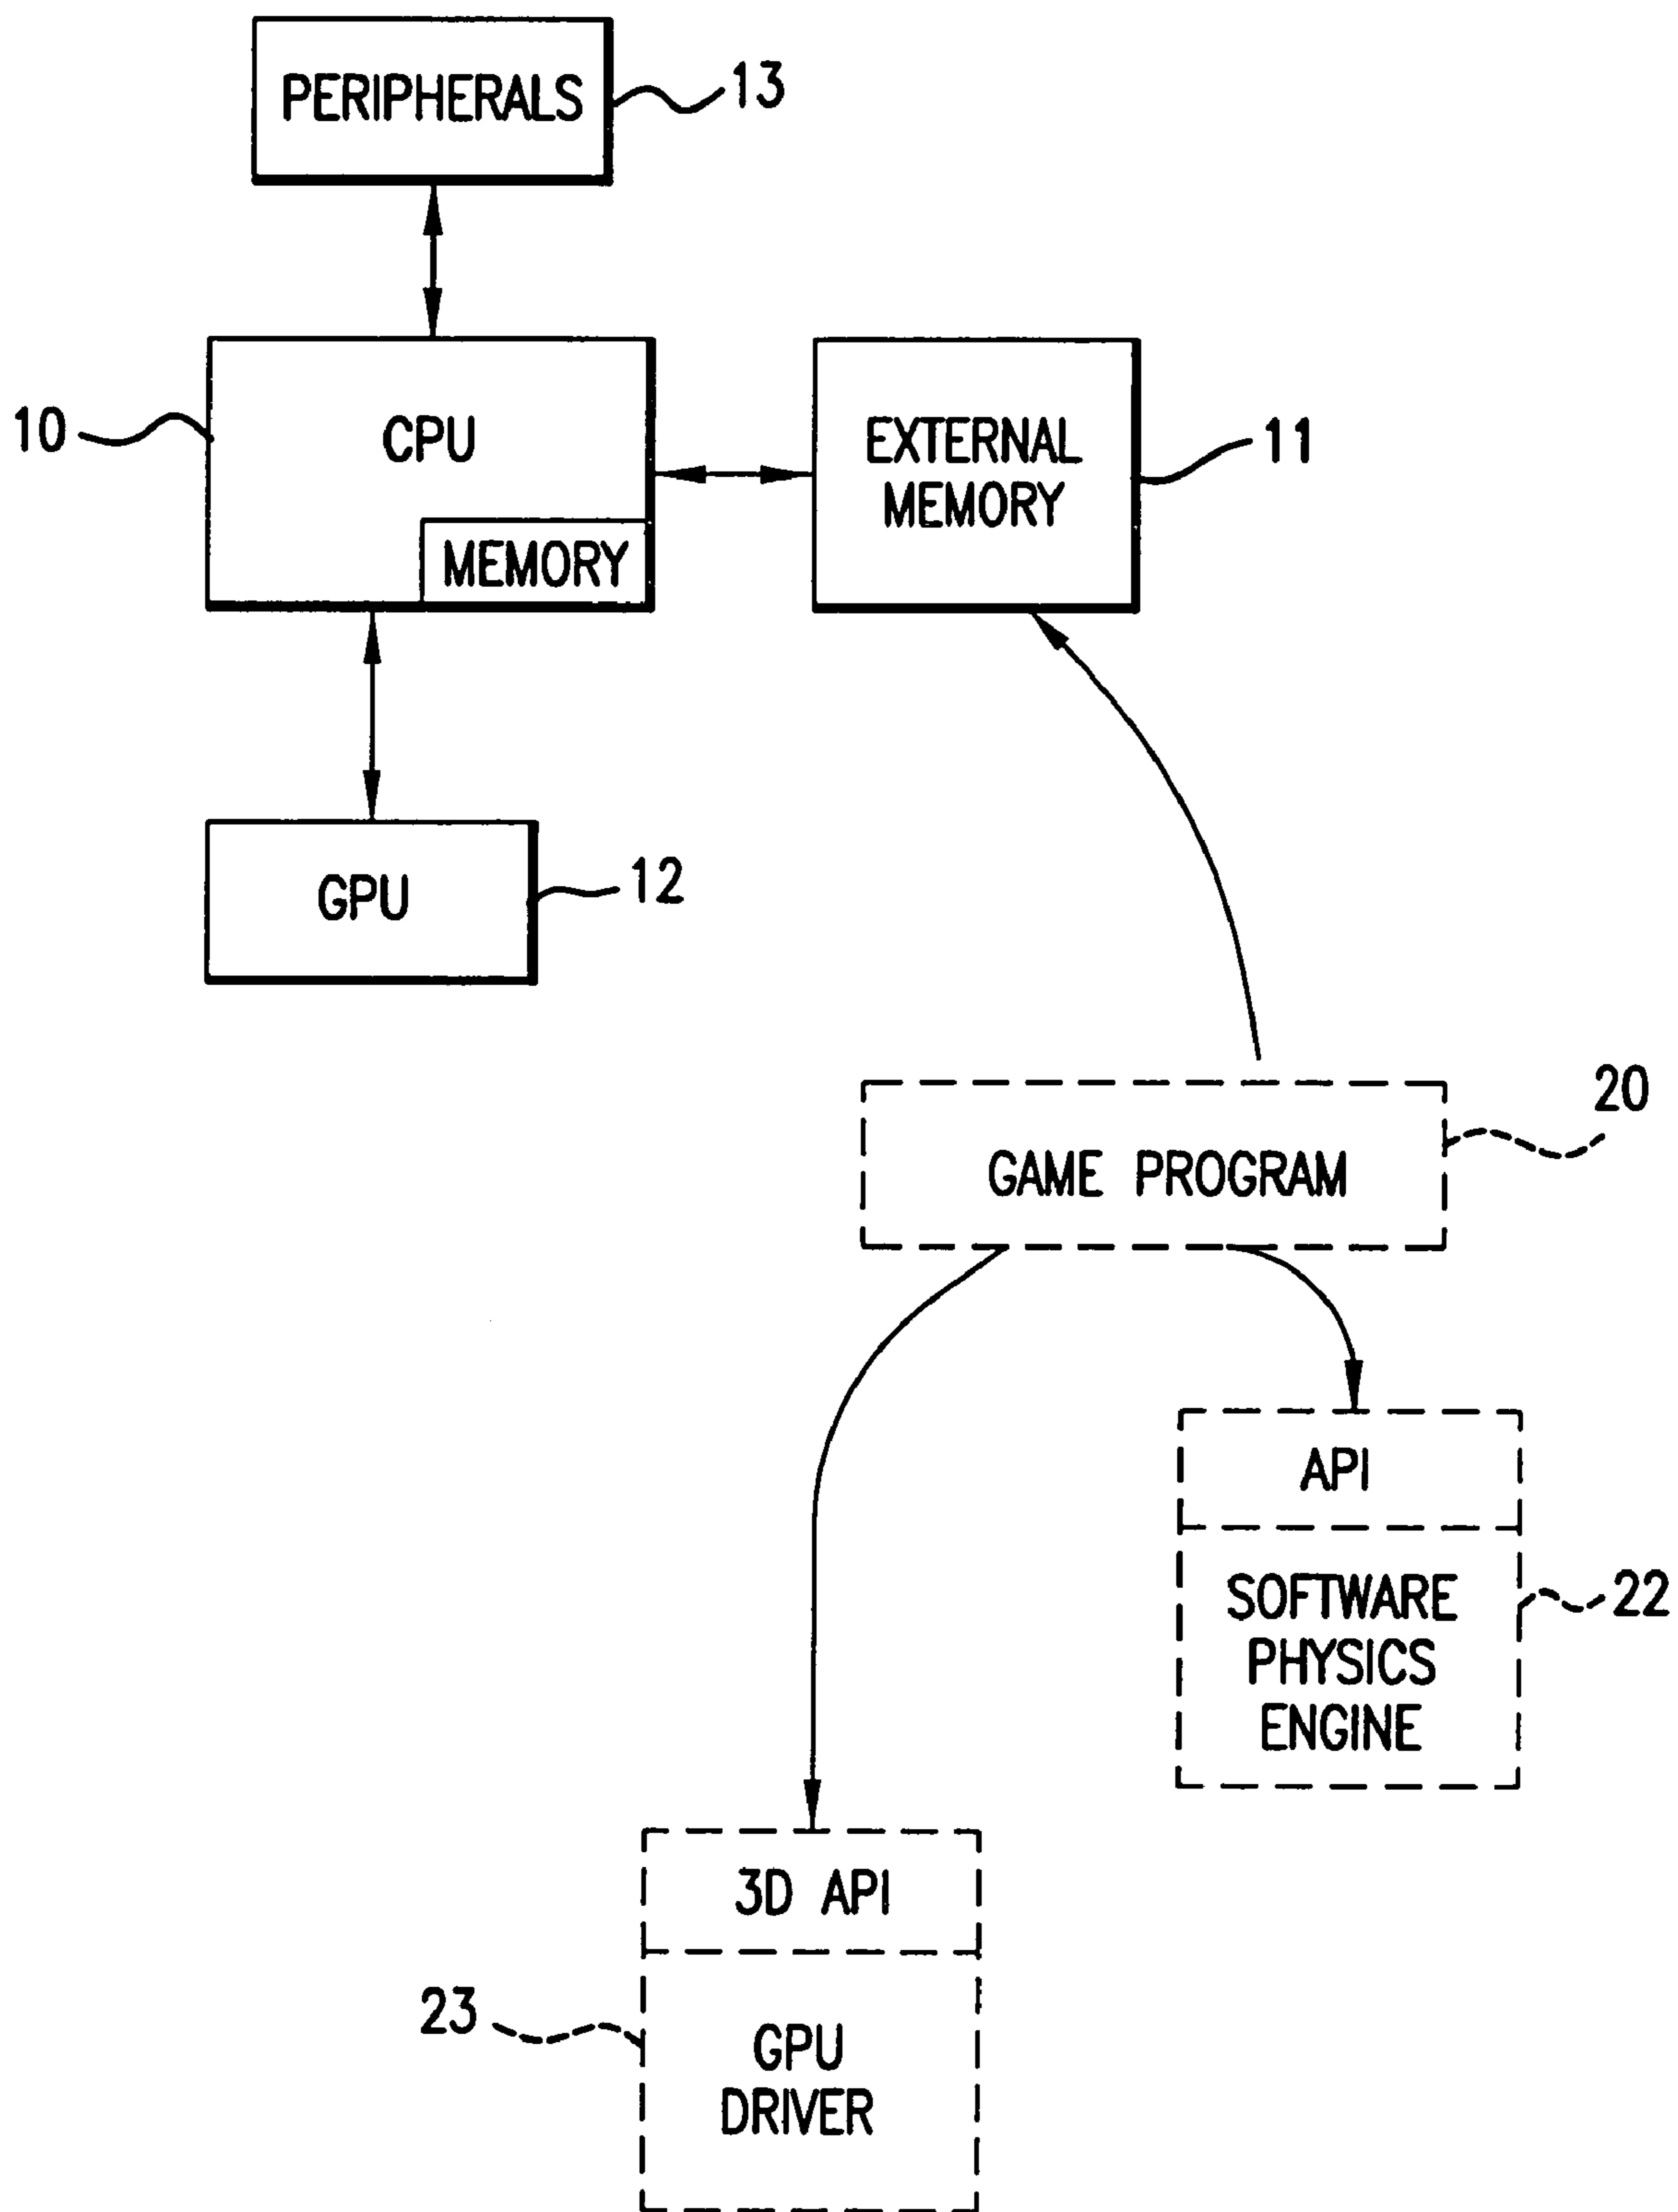 PERIPHERALS
13
10
CPU
MEMORY
EXTERNAL
MEMORY
11
GPU
12
GAME PROGRAM
20
API
SOFTWARE
PHYSICS
ENGINE
22
3D API
23
GPU
DRIVER